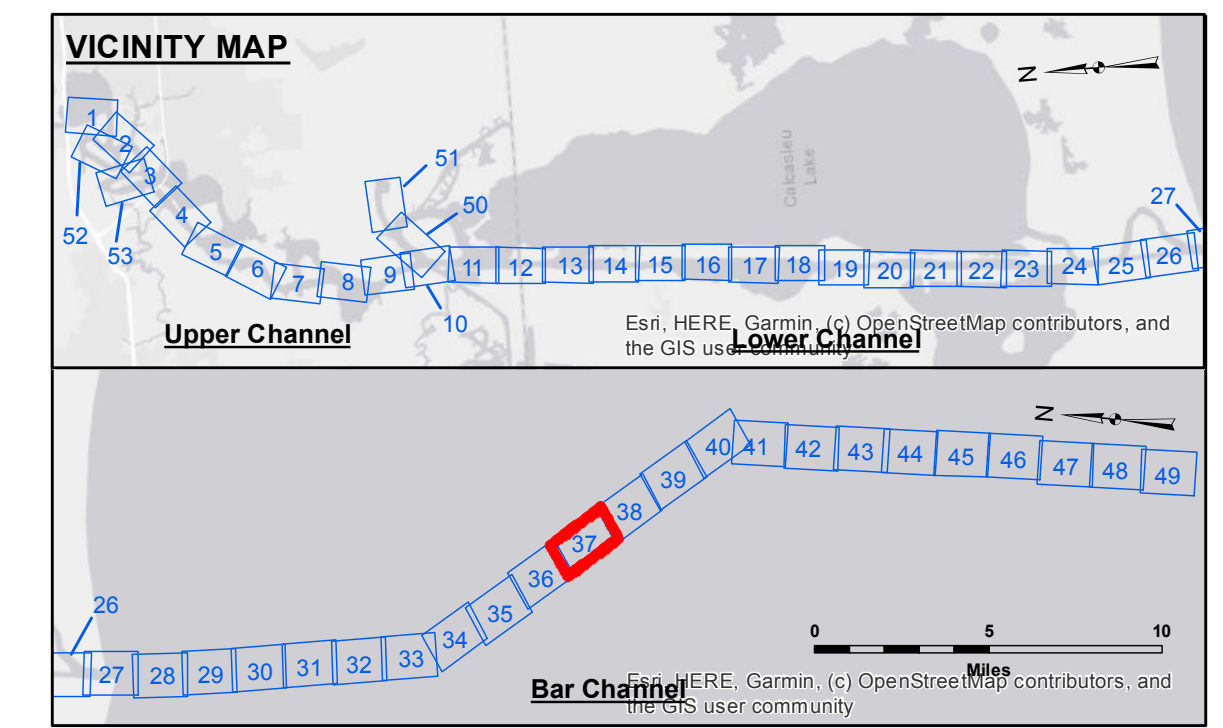 VICINITY MAP
N
1
2
3
52
53
4
5
6
7
8
9
10
51
50
11 12 13 14 15 16 17 18 19 20 21 22 23 24 25 26
27
Calcasieu
Lake
Upper Channel
Lower Channel
Esri, HERE, Garmin, (c) OpenStreetMap contributors, and
the GIS user community
N
26
27 28 29 30 31 32 33
34
35
36
37
38
39
40 41 42 43 44 45 46 47 48 49
0 5 10
Miles
Bar Channel
Esri, HERE, Garmin, (c) OpenStreetMap contributors, and
the GIS user community